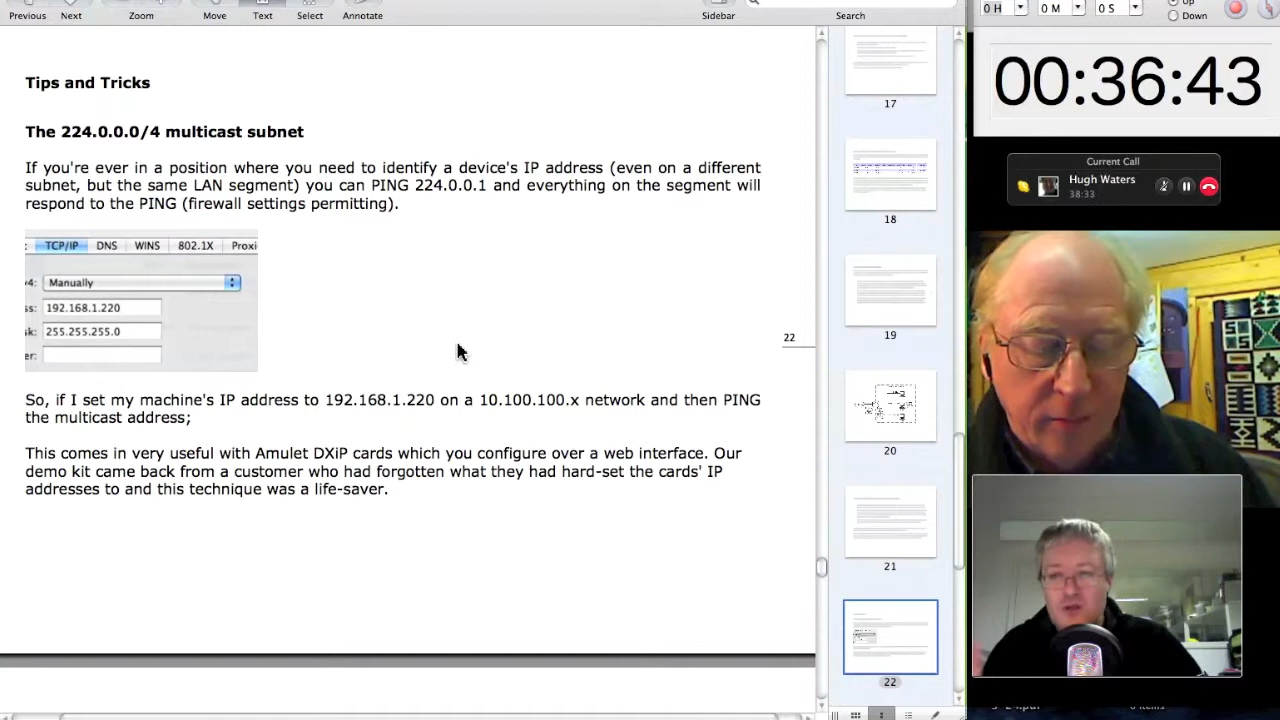 Previous Next Zoom Move Text Select Annotate Sidebar Search
Tips and Tricks
The 224.0.0.0/4 multicast subnet
If you're ever in a position where you need to identify a device's IP address (even on a different
subnet, but the same LAN segment) you can PING 224.0.0.1 and everything on the segment will
respond to the PING (firewall settings permitting).
TCP/IP DNS WINS 802.1X Proxi
v4: Manually
ss: 192.168.1.220
sk: 255.255.255.0
er:
22
So, if I set my machine's IP address to 192.168.1.220 on a 10.100.100.x network and then PING
the multicast address;
This comes in very useful with Amulet DXiP cards which you configure over a web interface. Our
demo kit came back from a customer who had forgotten what they had hard-set the cards' IP
addresses to and this technique was a life-saver.
17
18
19
20
21
22
0 H 0 M 0 S Up
Down
00:36:43
Current Call
Hugh Waters
38:33